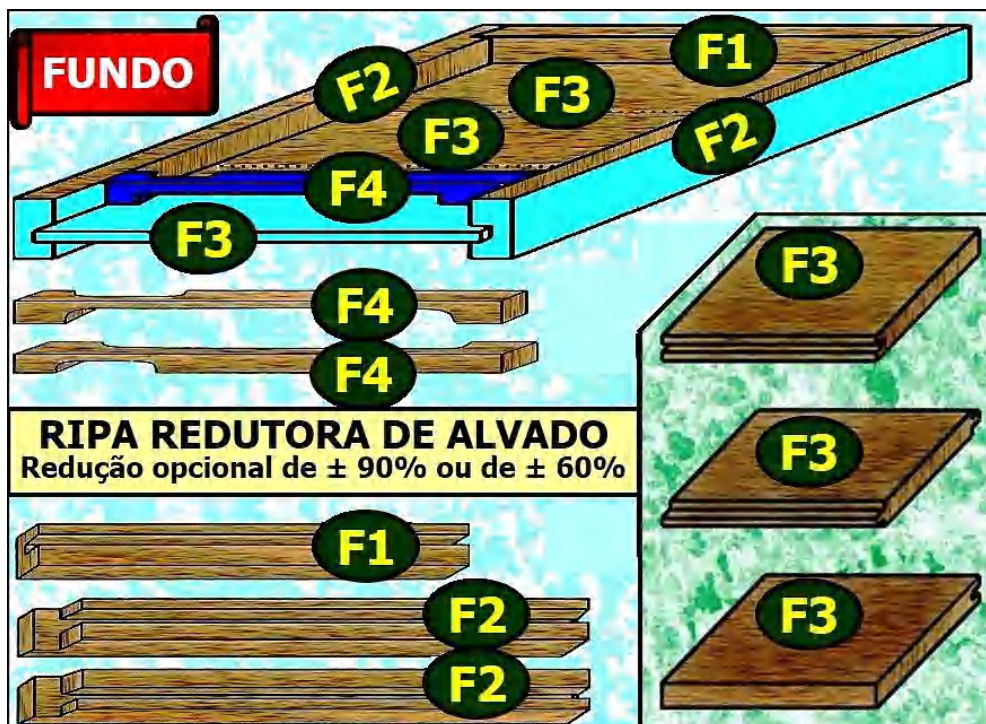 FUNDO
F1
F2
F3
F3
F2
F4
F3
F3
F4
F4
RIPA REDUTORA DE ALVADO
Redução opcional de ± 90% ou de ± 60%
F3
F1
F2
F3
F2